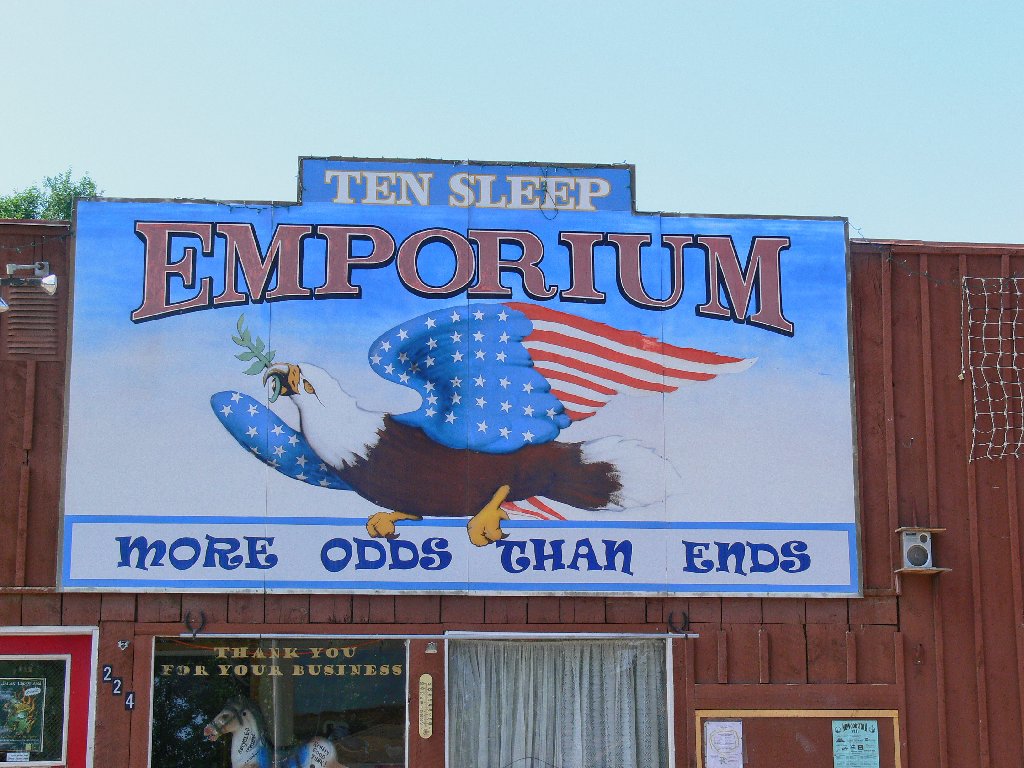 TEN SLEEP
EMPORIUM
MORE ODDS THAN ENDS
THANK YOU
FOR YOUR BUSINESS
224